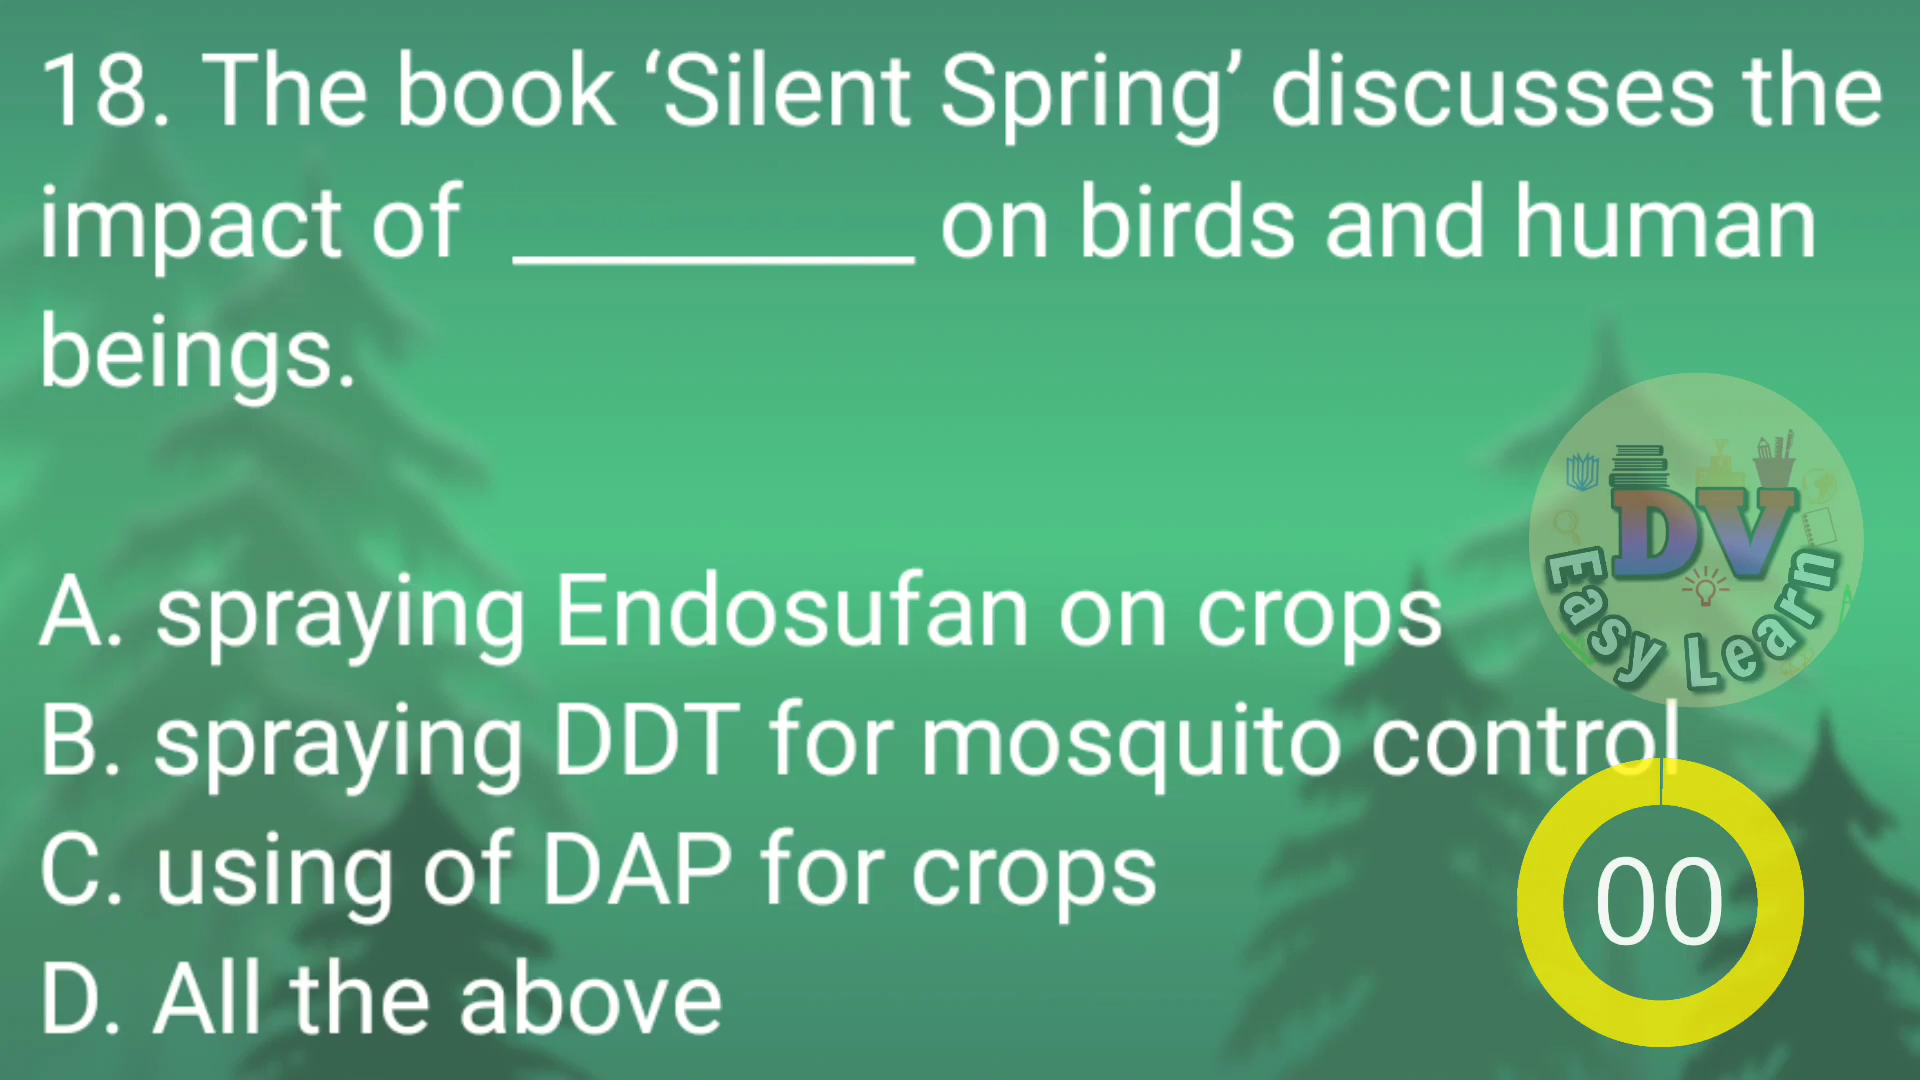 18. The book ‘Silent Spring’ discusses the
impact of __________ on birds and human
beings.
A. spraying Endosufan on crops
B. spraying DDT for mosquito control
C. using of DAP for crops
D. All the above
DV
Easy Learn
00